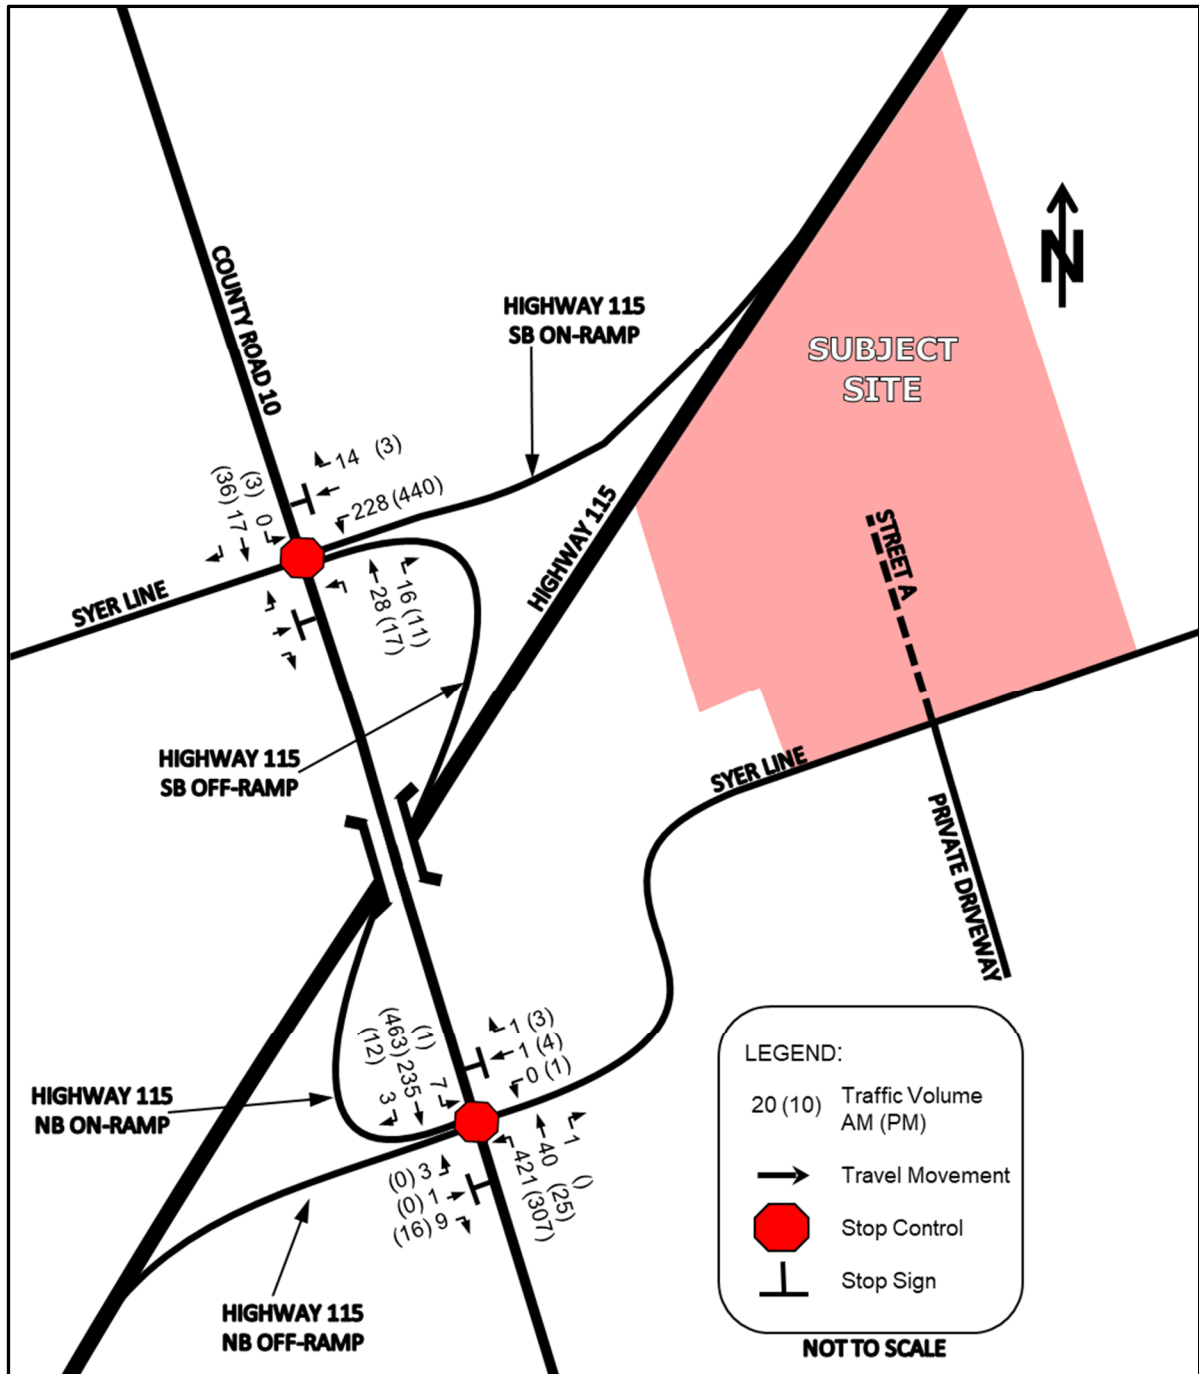 COUNTY ROAD 10
HIGHWAY 115
SB ON-RAMP
N
SUBJECT
SITE
14 (3)
228 (440)
(3)
0
(36) 17
SYER LINE
16 (11)
28 (17)
HIGHWAY 115
STREET A
HIGHWAY 115
SB OFF-RAMP
SYER LINE
PRIVATE DRIVEWAY
(1)
7
(463) 235
(12)
3
1 (3)
1 (4)
0 (1)
HIGHWAY 115
NB ON-RAMP
1 ()
40 (25)
421 (307)
(0) 3
(0) 1
(16) 9
HIGHWAY 115
NB OFF-RAMP
LEGEND:
20 (10) Traffic Volume
AM (PM)
Travel Movement
Stop Control
Stop Sign
NOT TO SCALE